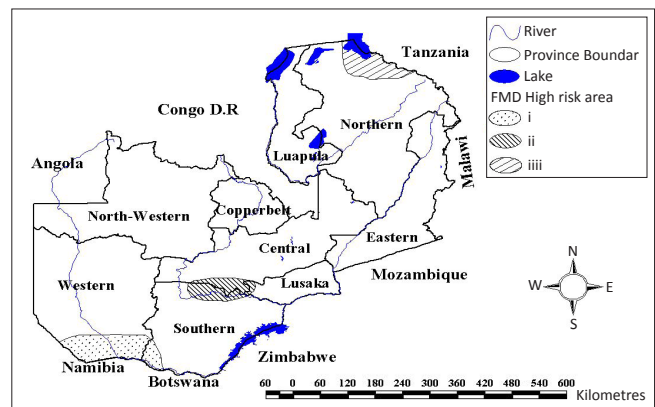 River
Province Boundar
Lake
FMD High risk area
i
ii
iiii
Tanzania
Congo D.R
Northern
Luapula
Malawi
Angola
North-Western
Copperbelt
Central
Eastern
Western
Lusaka
Mozambique
Southern
Zimbabwe
Namibia
Botswana
N
W E
S
60 0 60 120 180 240 300 360 420 480 540 600 Kilometres